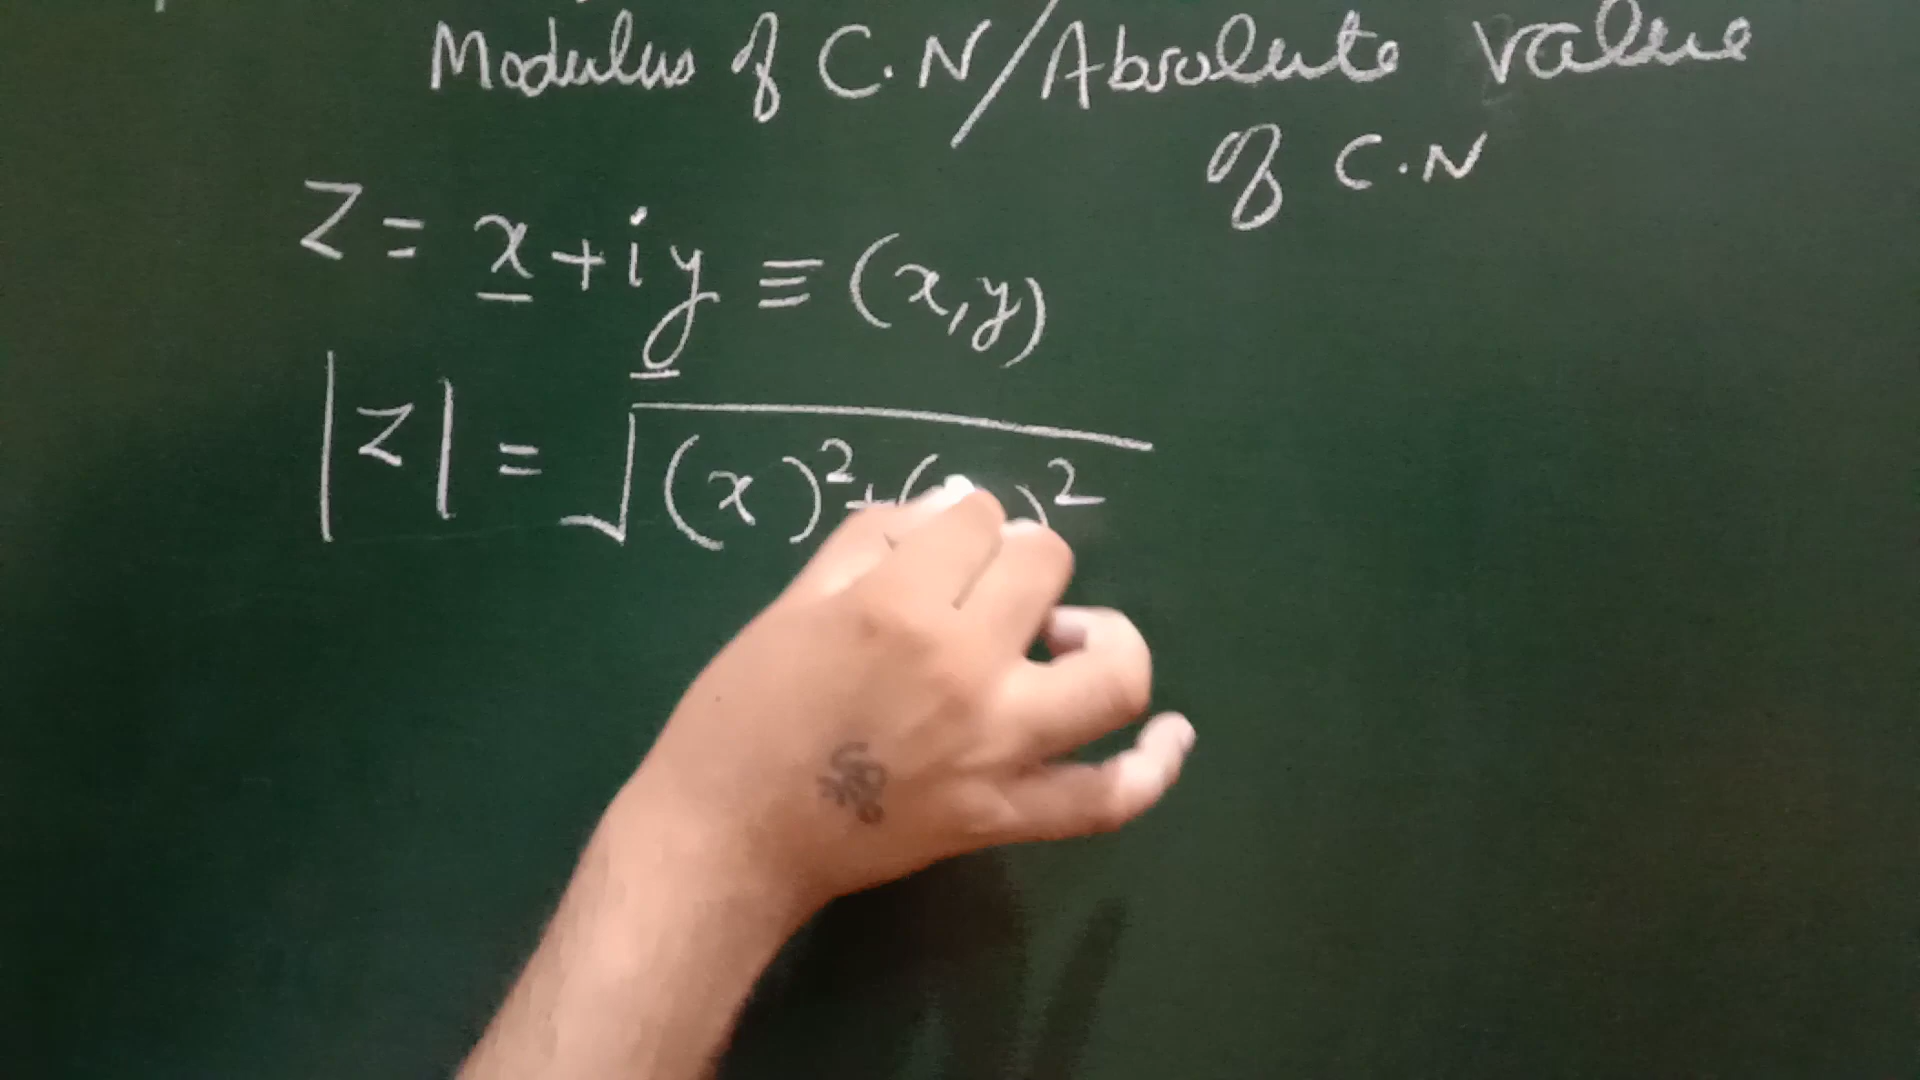 Modulus of C.N/Absolute value
of C.N
Z = x + iy ≡ (x,y)
|Z| = √(x)² + ( )²